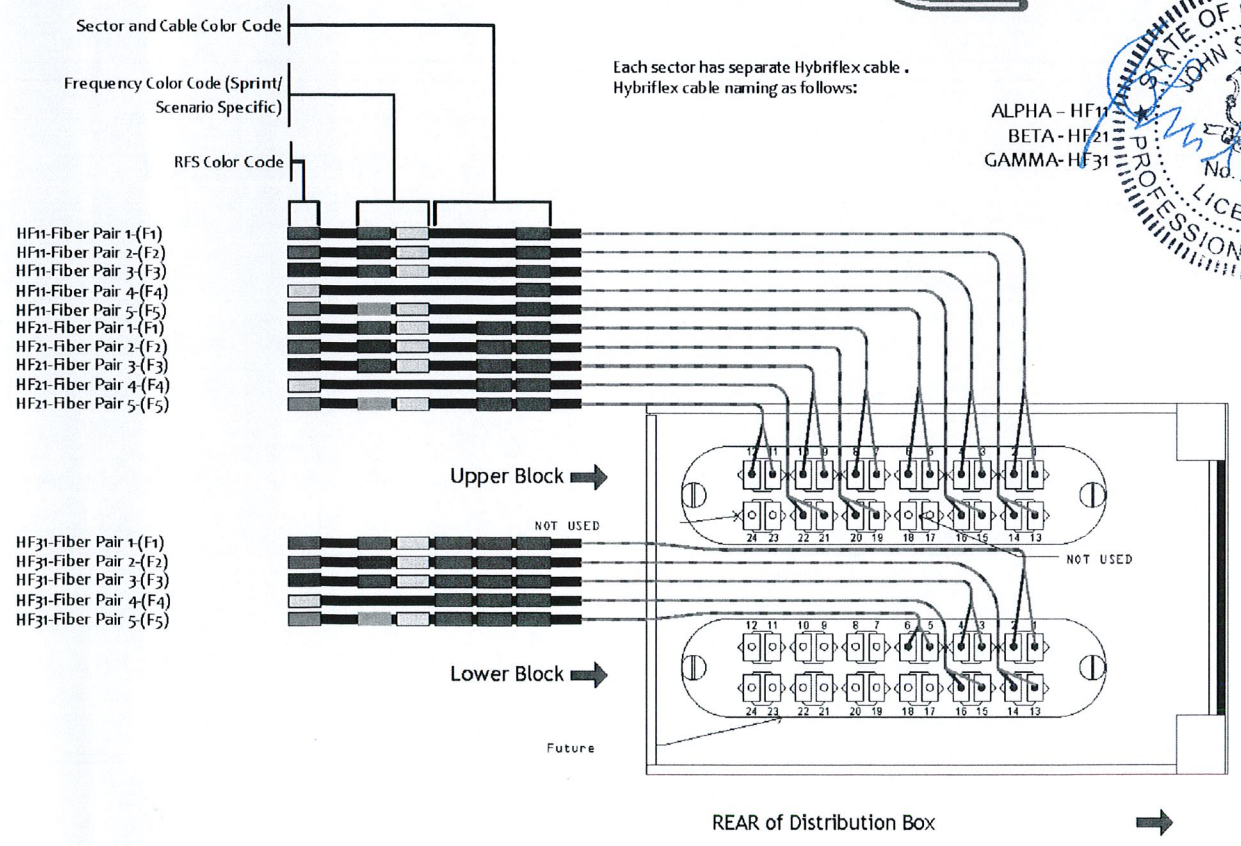 Sector and Cable Color Code
Frequency Color Code (Sprint/
Scenario Specific)
RFS Color Code
Each sector has separate Hybriflex cable .
Hybriflex cable naming as follows:
ALPHA – HF11
BETA - HF21
GAMMA- HF31
STATE OF
JOHN S
No.
LICE
PROFESSION
HF11-Fiber Pair 1-(F1)
HF11-Fiber Pair 2-(F2)
HF11-Fiber Pair 3-(F3)
HF11-Fiber Pair 4-(F4)
HF11-Fiber Pair 5-(F5)
HF21-Fiber Pair 1-(F1)
HF21-Fiber Pair 2-(F2)
HF21-Fiber Pair 3-(F3)
HF21-Fiber Pair 4-(F4)
HF21-Fiber Pair 5-(F5)
Upper Block
12 11 10 9 8 7 6 5 4 3 2 1
NOT USED
24 23 22 21 20 19 18 17 16 15 14 13
NOT USED
HF31-Fiber Pair 1-(F1)
HF31-Fiber Pair 2-(F2)
HF31-Fiber Pair 3-(F3)
HF31-Fiber Pair 4-(F4)
HF31-Fiber Pair 5-(F5)
12 11 10 9 8 7 6 5 4 3 2 1
Lower Block
24 23 22 21 20 19 18 17 16 15 14 13
Future
REAR of Distribution Box